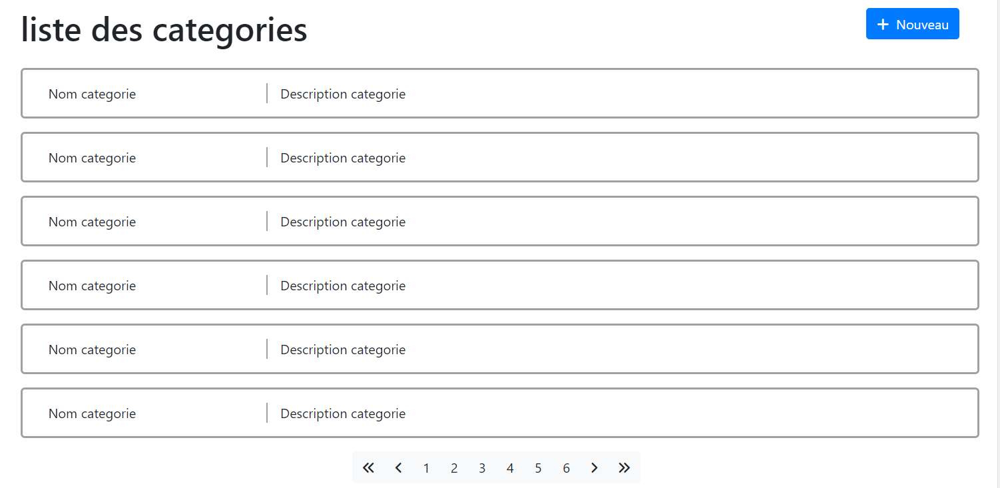 liste des categories
+ Nouveau
Nom categorie | Description categorie
Nom categorie | Description categorie
Nom categorie | Description categorie
Nom categorie | Description categorie
Nom categorie | Description categorie
Nom categorie | Description categorie
« ‹ 1 2 3 4 5 6 › »